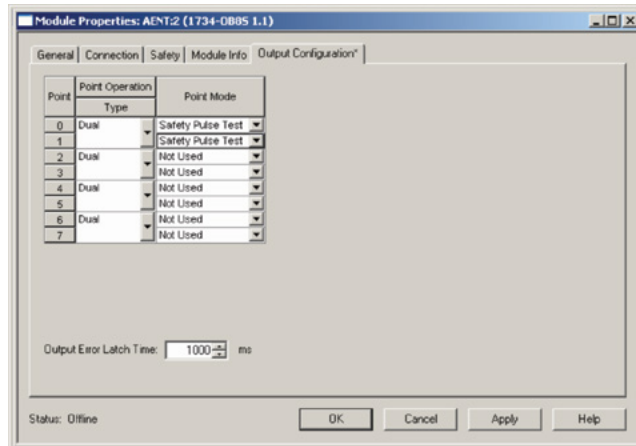 Module Properties: AENT:2 (1734-OB8S 1.1)
General Connection Safety Module Info Output Configuration*
Point Point Operation Point Mode
Type
0 Dual Safety Pulse Test
1 Safety Pulse Test
2 Dual Not Used
3 Not Used
4 Dual Not Used
5 Not Used
6 Dual Not Used
7 Not Used
Output Error Latch Time: 1000 ms
Status: Offline OK Cancel Apply Help